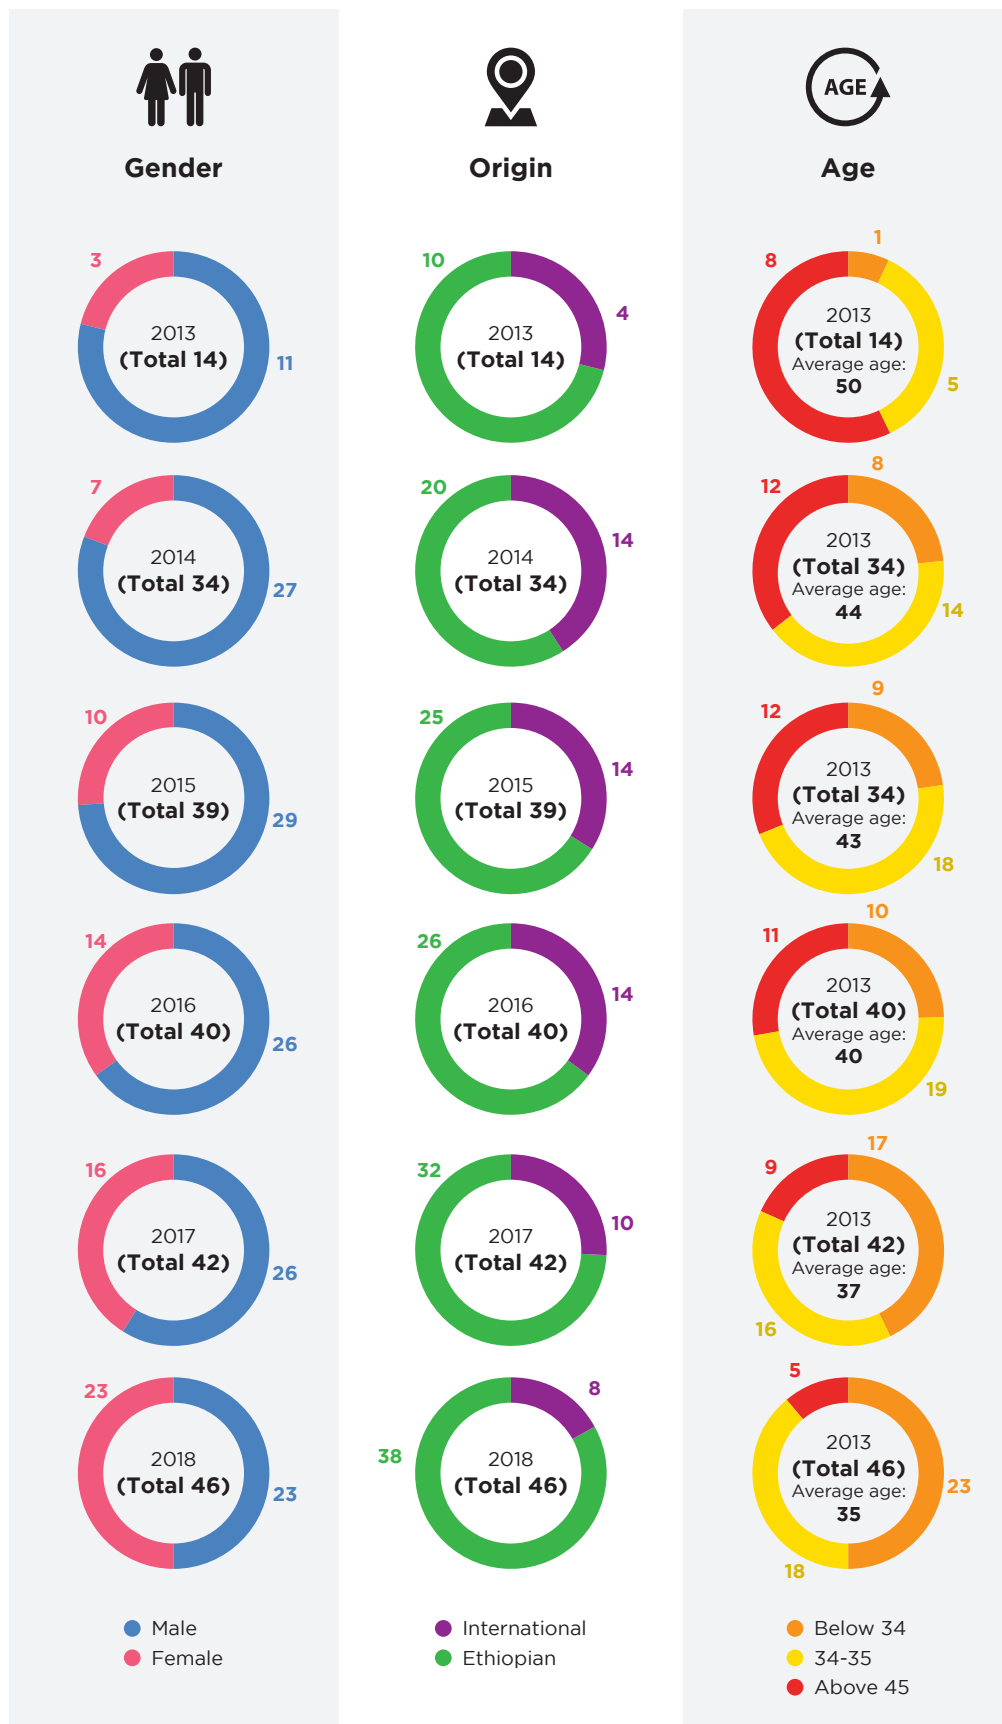 AGE
Gender
Origin
Age
3
2013
(Total 14)
11
10
2013
(Total 14)
4
1
8
2013
(Total 14)
Average age:
50
5
7
2014
(Total 34)
27
20
2014
(Total 34)
14
8
12
2013
(Total 34)
Average age:
44
14
10
2015
(Total 39)
29
25
2015
(Total 39)
14
9
12
2013
(Total 34)
Average age:
43
18
14
2016
(Total 40)
26
26
2016
(Total 40)
14
10
11
2013
(Total 40)
Average age:
40
19
16
2017
(Total 42)
26
32
2017
(Total 42)
10
17
9
2013
(Total 42)
Average age:
37
16
23
2018
(Total 46)
23
8
38
2018
(Total 46)
5
2013
(Total 46)
Average age:
35
23
18
Male
Female
International
Ethiopian
Below 34
34-35
Above 45